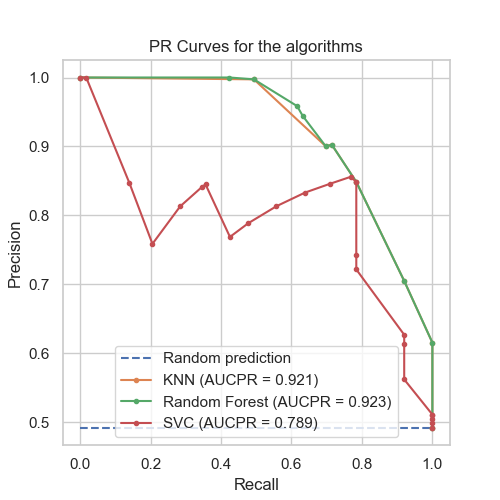 PR Curves for the algorithms
Precision
1.0
0.9
0.8
0.7
0.6
0.5
Random prediction
KNN (AUCPR = 0.921)
Random Forest (AUCPR = 0.923)
SVC (AUCPR = 0.789)
0.0 0.2 0.4 0.6 0.8 1.0
Recall